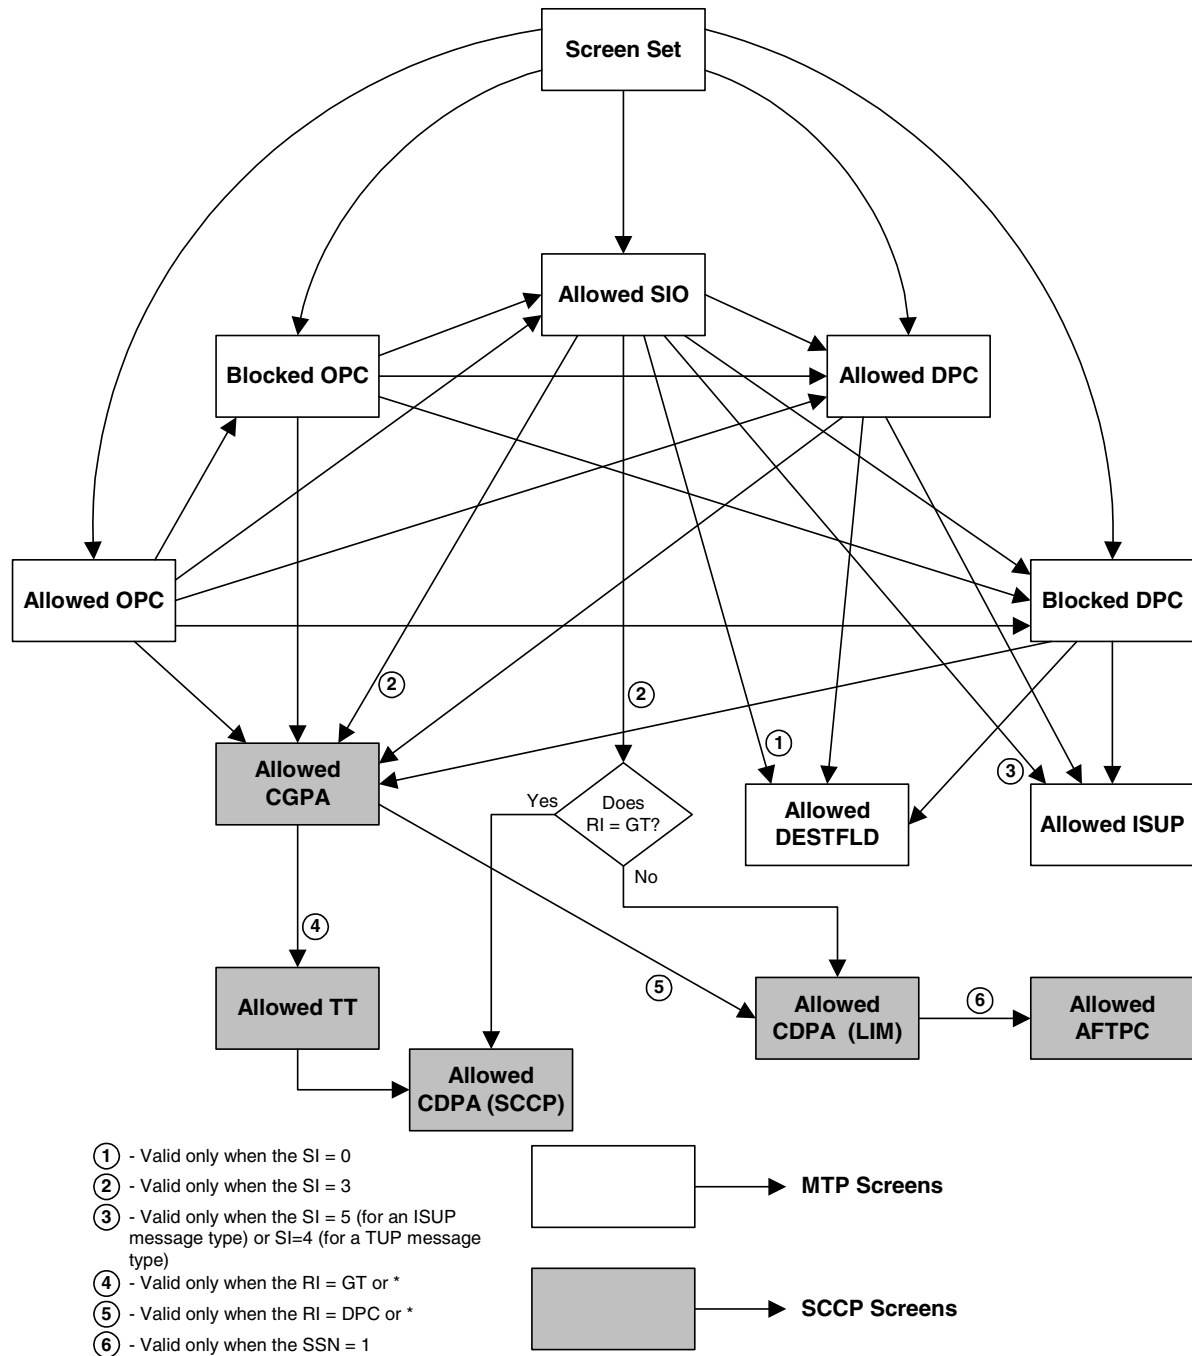 Screen Set
Allowed SIO
Blocked OPC
Allowed DPC
Allowed OPC
Blocked DPC
2
2
1
3
Allowed
CGPA
Yes
Does
RI = GT?
No
Allowed
DESTFLD
Allowed ISUP
4
5
6
Allowed TT
Allowed
CDPA (LIM)
Allowed
AFTPC
Allowed
CDPA (SCCP)
1 - Valid only when the SI = 0
2 - Valid only when the SI = 3
3 - Valid only when the SI = 5 (for an ISUP
message type) or SI=4 (for a TUP message
type)
4 - Valid only when the RI = GT or *
5 - Valid only when the RI = DPC or *
6 - Valid only when the SSN = 1
MTP Screens
SCCP Screens